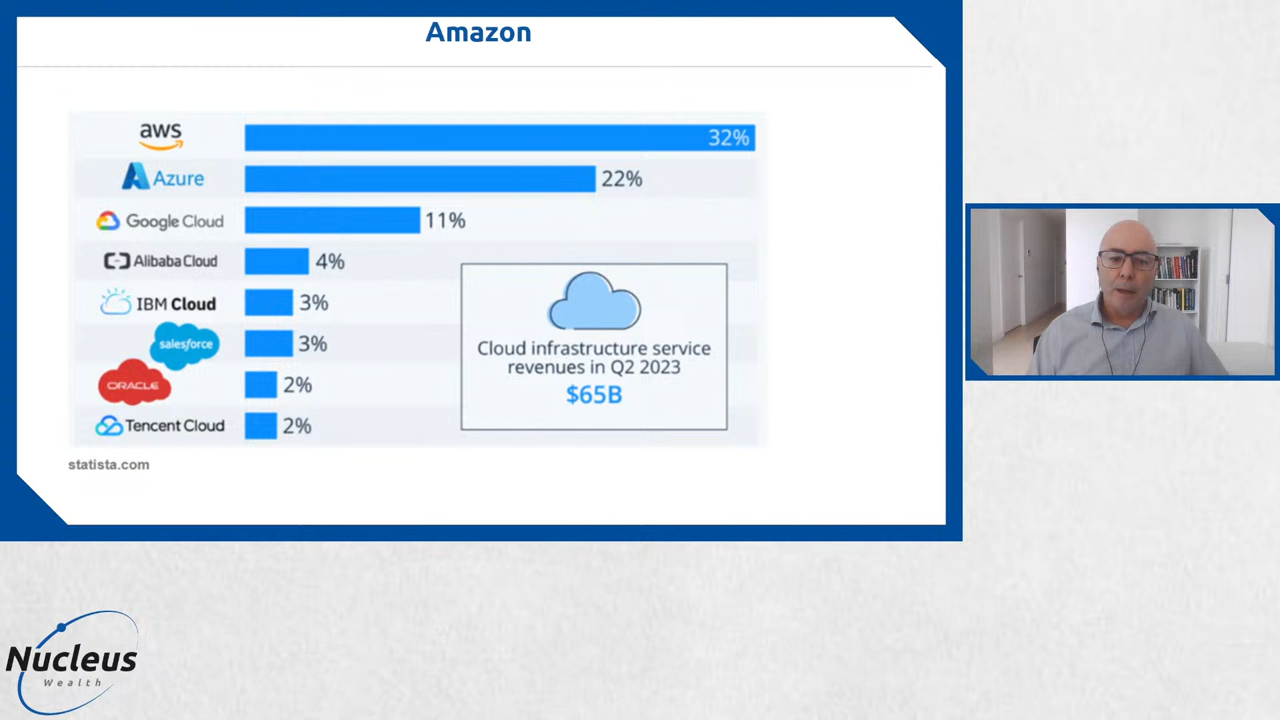 Amazon
aws
32%
Azure
22%
Google Cloud
11%
Alibaba Cloud
4%
IBM Cloud
3%
salesforce
3%
ORACLE
2%
Tencent Cloud
2%
Cloud infrastructure service
revenues in Q2 2023
$65B
statista.com
Nucleus
Wealth